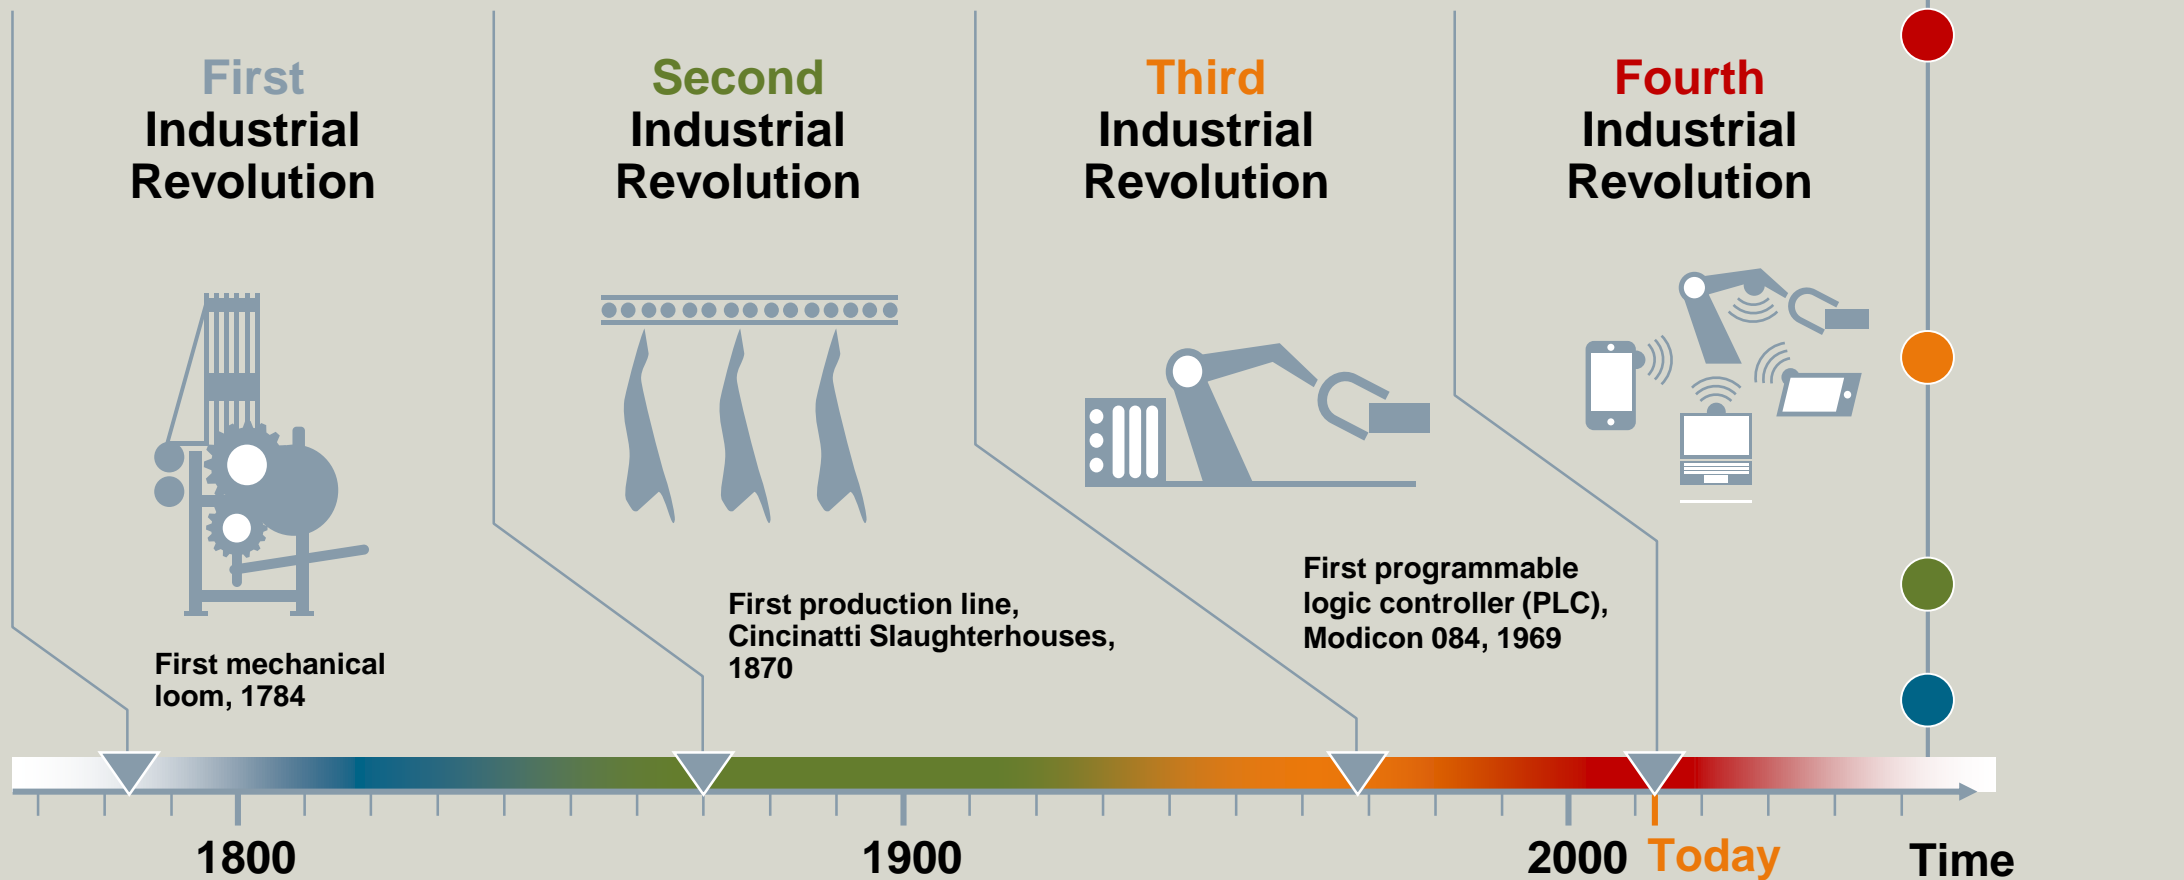 First
Industrial
Revolution
Second
Industrial
Revolution
Third
Industrial
Revolution
Fourth
Industrial
Revolution
First mechanical
loom, 1784
First production line,
Cincinatti Slaughterhouses,
1870
First programmable
logic controller (PLC),
Modicon 084, 1969
1800
1900
2000
Today
Time